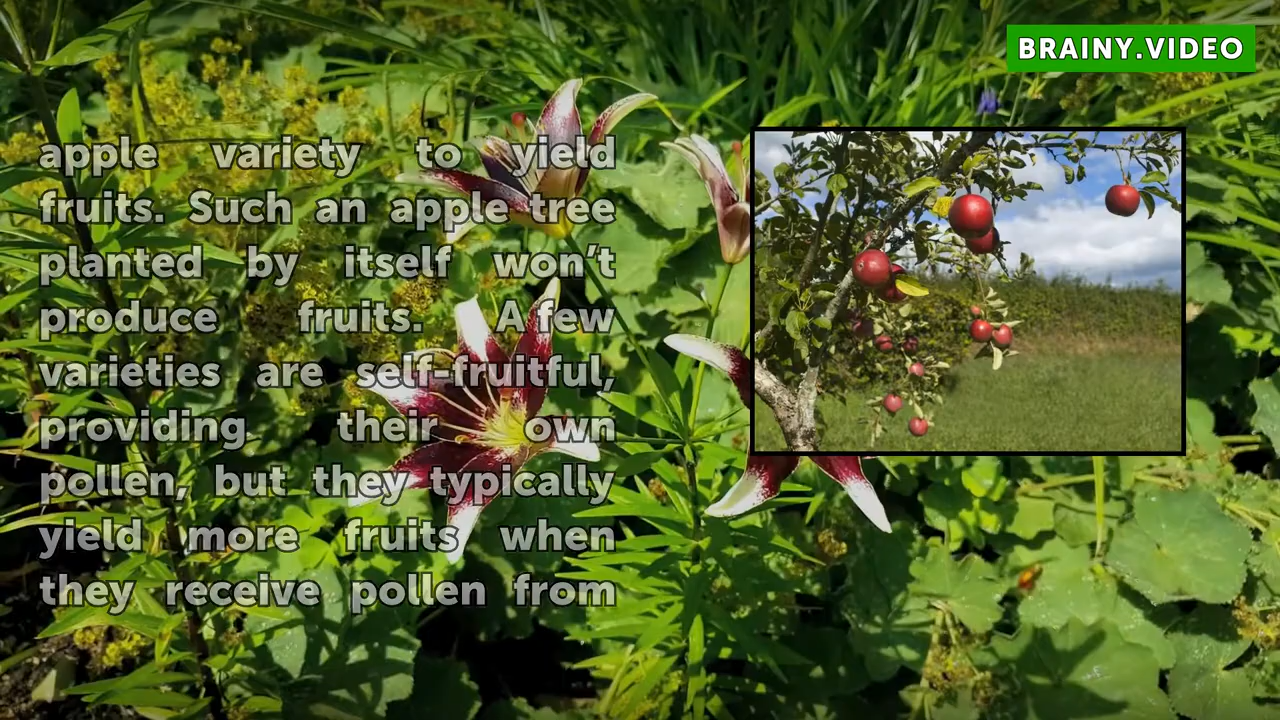 BRAINY.VIDEO
apple variety to yield
fruits. Such an apple tree
planted by itself won't
produce fruits. A few
varieties are self-fruitful,
providing their own
pollen, but they typically
yield more fruits when
they receive pollen from